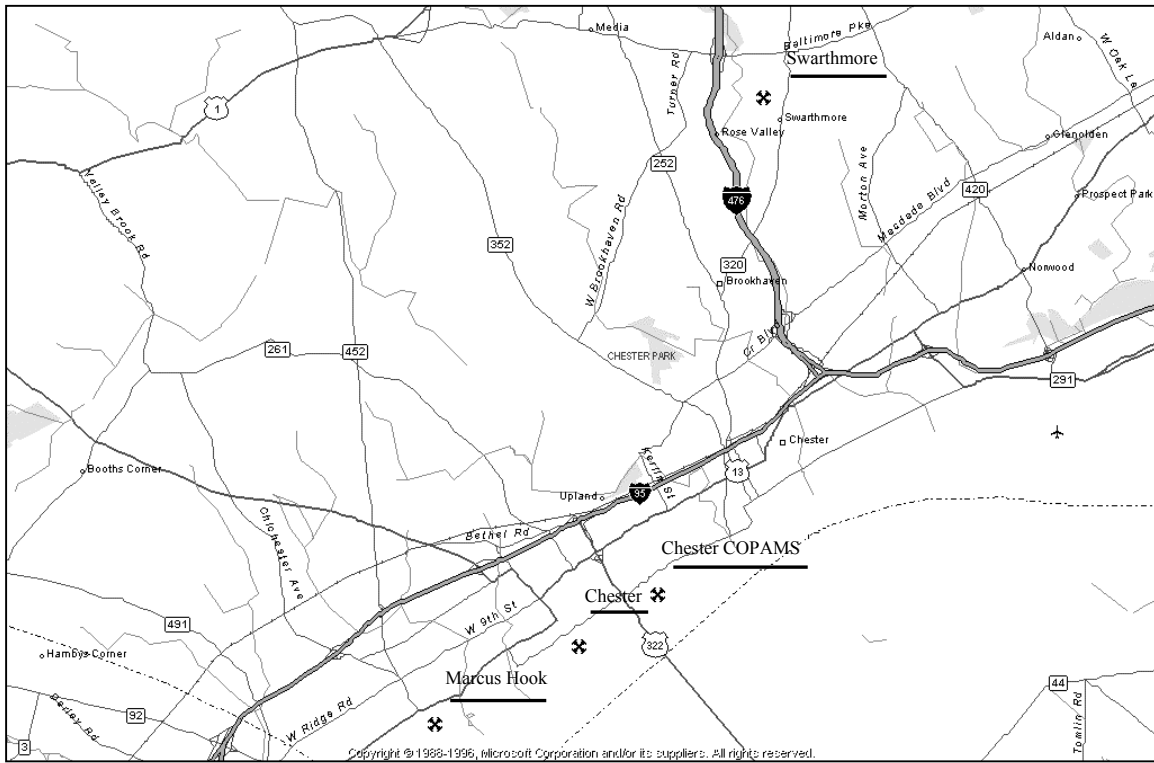 Media
Baltimore Pke
Aldan
W Oak La
Swarthmore
Turner Rd
1
Swarthmore
Rose Valley
Glenolden
252
Morton Ave
Valley Brook Rd
476
420
Prospect Park
Macdade Blvd
W Brookhaven Rd
352
320
Norwood
Brookhaven
261
452
CHESTER PARK
Cr Blvd
291
Chester
Booths Corner
Kerlin St
13
95
Upland
Chichester Ave
Bethel Rd
Chester COPAMS
Chester
491
W 9th St
322
Hambys Corner
Marcus Hook
44
Darley Rd
92
W Ridge Rd
Tomlin Rd
3
Copyright © 1988-1996, Microsoft Corporation and/or its suppliers. All rights reserved.